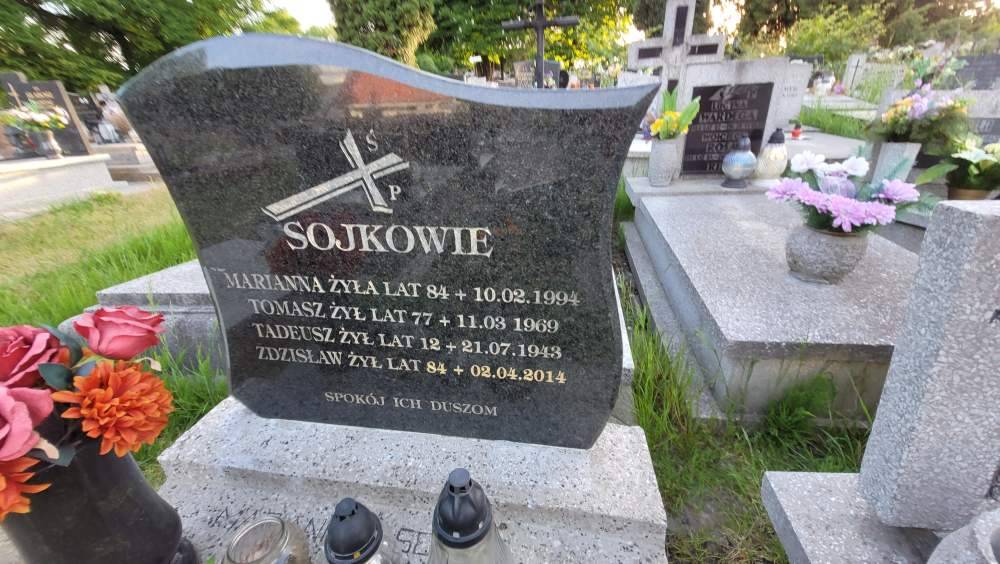 Ś
P
SOJKOWIE
MARIANNA ŻYŁA LAT 84 + 10.02.1994
TOMASZ ŻYŁ LAT 77 + 11.03 1969
TADEUSZ ŻYŁ LAT 12 + 21.07.1943
ZDZISŁAW ŻYŁ LAT 84 + 02.04.2014
SPOKÓJ ICH DUSZOM
P